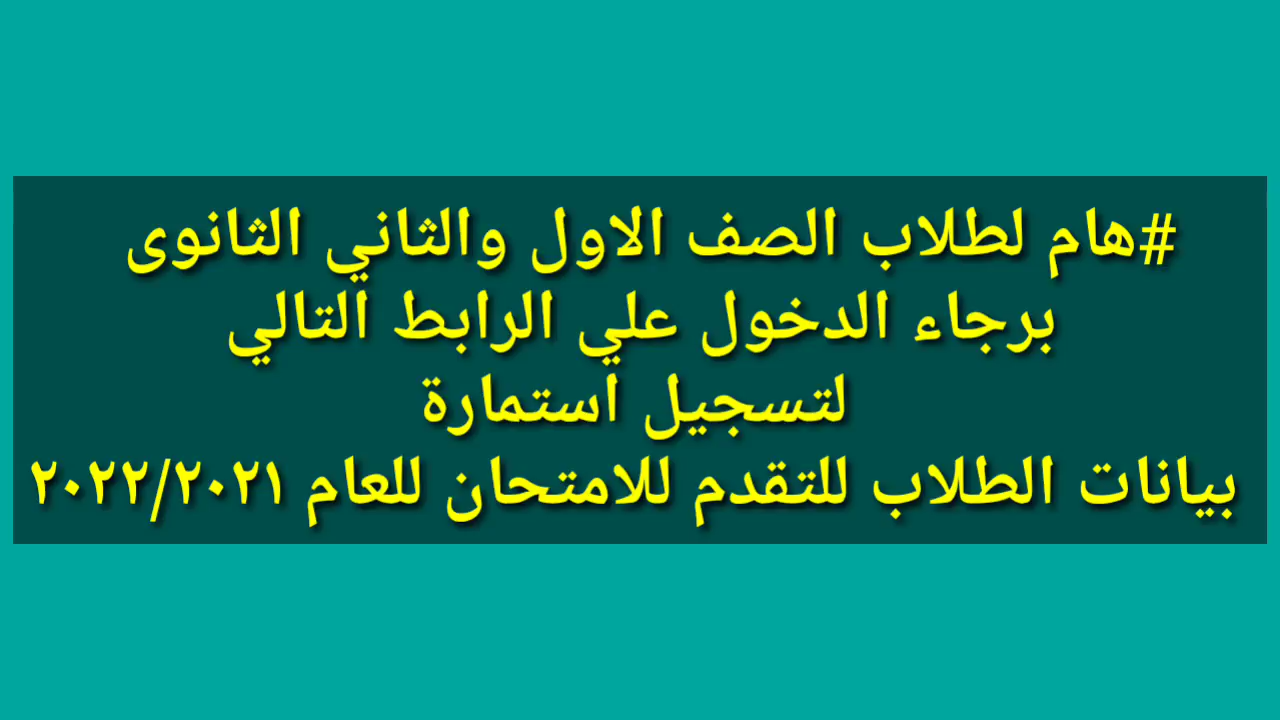 #هام لطلاب الصف الاول والثاني الثانوى
برجاء الدخول علي الرابط التالي
لتسجيل استمارة
بيانات الطلاب للتقدم للامتحان للعام ٢٠٢٢/٢٠٢١